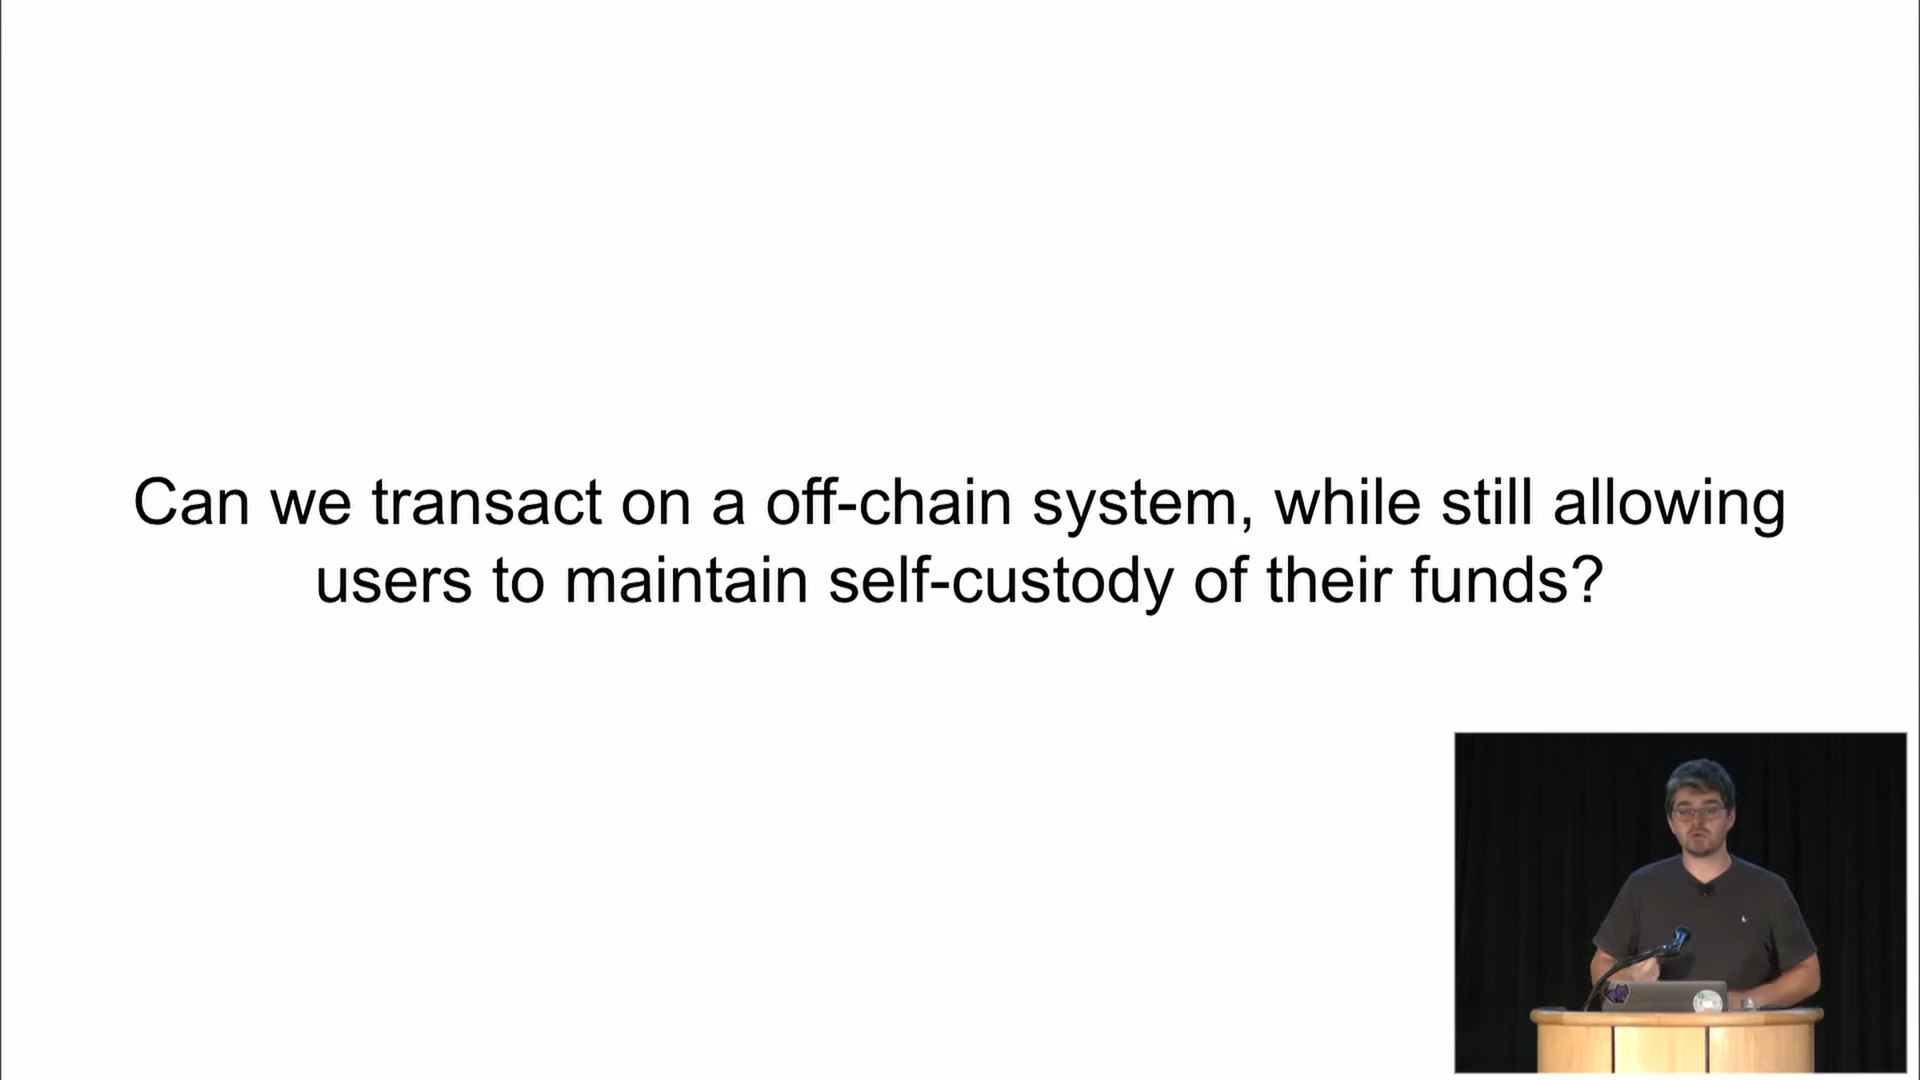 Can we transact on a off-chain system, while still allowing
users to maintain self-custody of their funds?